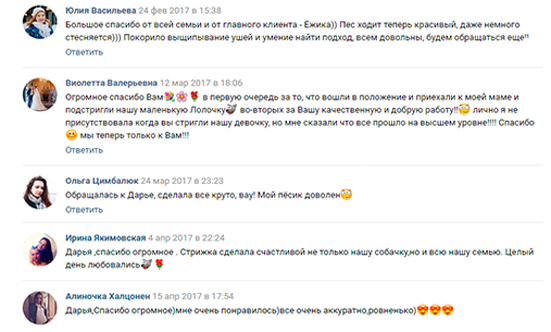 Юлия Васильева 24 фев 2017 в 15:38
Большое спасибо от всей семьи и от главного клиента - Ёжика)) Пес ходит теперь красивый, даже немного
стесняется))) Покорило выщипывание ушей и умение найти подход, всем довольны, будем обращаться еще!!
Ответить
Виолетта Валерьевна 12 мар 2017 в 18:06
Огромное спасибо Вам💐🌸🌹 в первую очередь за то, что вошли в положение и приехали к моей маме и
подстригли нашу маленькую Лолочку🐩 во-вторых за Вашу качественную и добрую работу!!😇 лично я не
присутствовала когда вы стригли нашу девочку, но мне сказали что все прошло на высшем уровне!!!! Спасибо
😊 мы теперь только к Вам!!!
Ответить
Ольга Цимбалюк 24 мар 2017 в 23:23
Обращалась к Дарье, сделала все круто, вау! Мой пёсик доволен😇
Ответить
Ирина Якимовская 4 апр 2017 в 22:24
Дарья ,спасибо огромное . Стрижка сделала счастливой не только нашу собачку,но и всю нашу семью. Целый
день любовались🐩🌹
Алиночка Халцонен 15 апр 2017 в 17:54
Дарья,Спасибо огромное)мне очень понравилось)все очень аккуратно,ровненько)😍😍😍